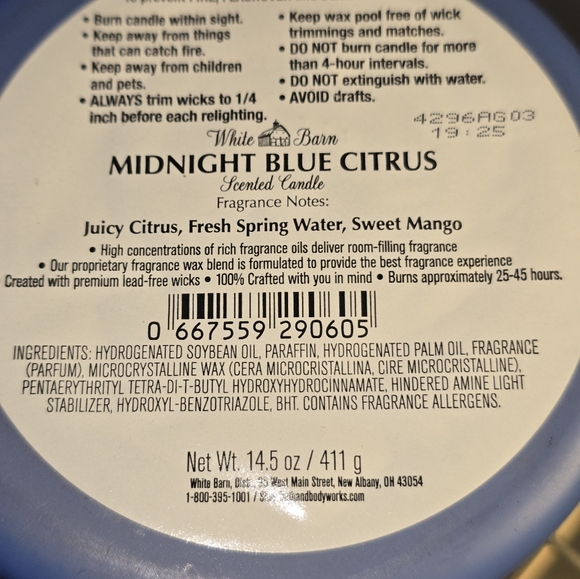 • Burn candle within sight.
• Keep away from things
that can catch fire.
• Keep away from children
and pets.
• ALWAYS trim wicks to 1/4
inch before each relighting.
• Keep wax pool free of wick
trimmings and matches.
• DO NOT burn candle for more
than 4-hour intervals.
• DO NOT extinguish with water.
• AVOID drafts.
4296AG03
19:25
White Barn
MIDNIGHT BLUE CITRUS
Scented Candle
Fragrance Notes:
Juicy Citrus, Fresh Spring Water, Sweet Mango
• High concentrations of rich fragrance oils deliver room-filling fragrance
• Our proprietary fragrance wax blend is formulated to provide the best fragrance experience
Created with premium lead-free wicks • 100% Crafted with you in mind • Burns approximately 25-45 hours.
0 667559 290605
INGREDIENTS: HYDROGENATED SOYBEAN OIL, PARAFFIN, HYDROGENATED PALM OIL, FRAGRANCE
(PARFUM), MICROCRYSTALLINE WAX (CERA MICROCRISTALLINA, CIRE MICROCRISTALLINE),
PENTAERYTHRITYL TETRA-DI-T-BUTYL HYDROXYHYDROCINNAMATE, HINDERED AMINE LIGHT
STABILIZER, HYDROXYL-BENZOTRIAZOLE, BHT. CONTAINS FRAGRANCE ALLERGENS.
Net Wt. 14.5 oz / 411 g
White Barn, West Main Street, New Albany, OH 43054
1-800-395-1001 /